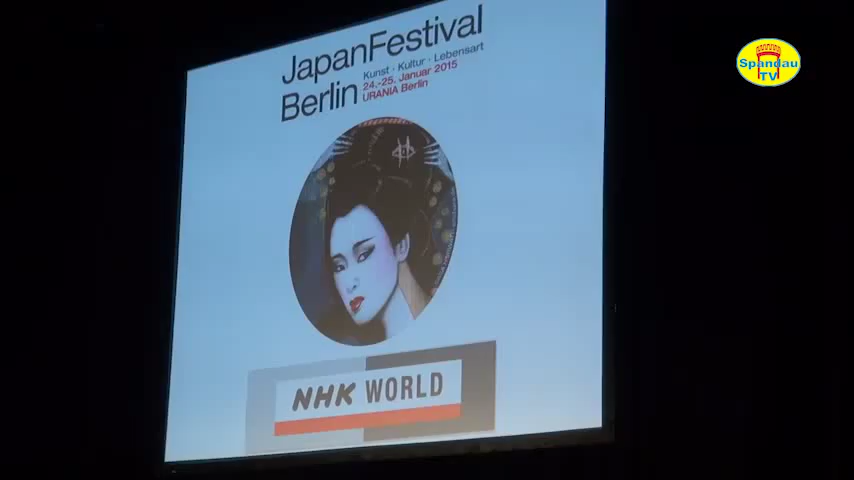 JapanFestival
Berlin
Kunst · Kultur · Lebensart
24.-25. Januar 2015
URANIA Berlin
NHK WORLD
Spandau
TV